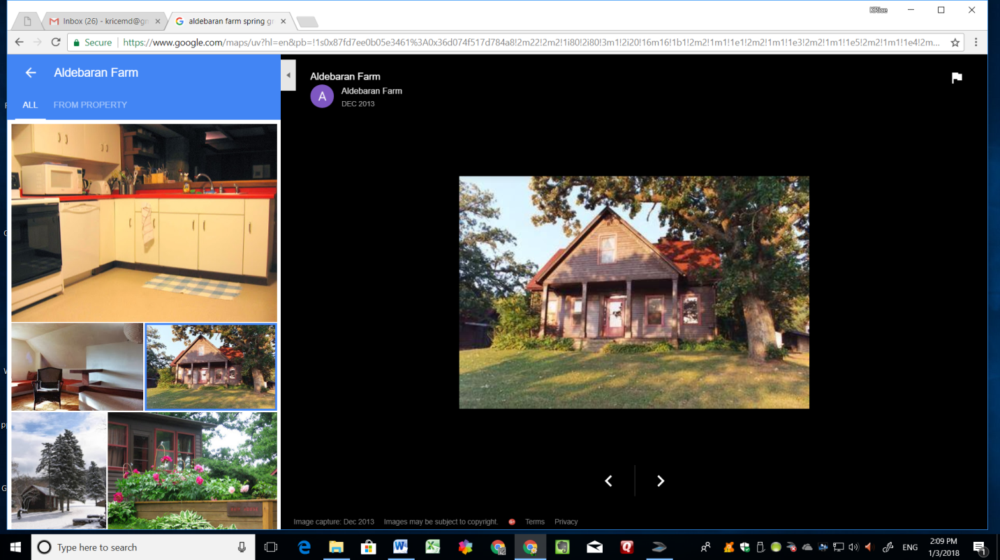 KRice
Inbox (26) - kricemd@gm
aldebaran farm spring gr
Secure
https://www.google.com/maps/uv?hl=en&pb=!1s0x87fd7ee0b05e3461%3A0x36d074f517d784a8!2m22!2m2!1i80!2i80!3m1!2i20!16m16!1b1!2m2!1m1!1e1!2m2!1m1!1e3!2m2!1m1!1e5!2m2!1m1!1e4!2m...
Aldebaran Farm
ALL FROM PROPERTY
Aldebaran Farm
A
Aldebaran Farm
DEC 2013
Image capture: Dec 2013 Images may be subject to copyright. Terms Privacy
Type here to search
ENG
2:09 PM
1/3/2018
1